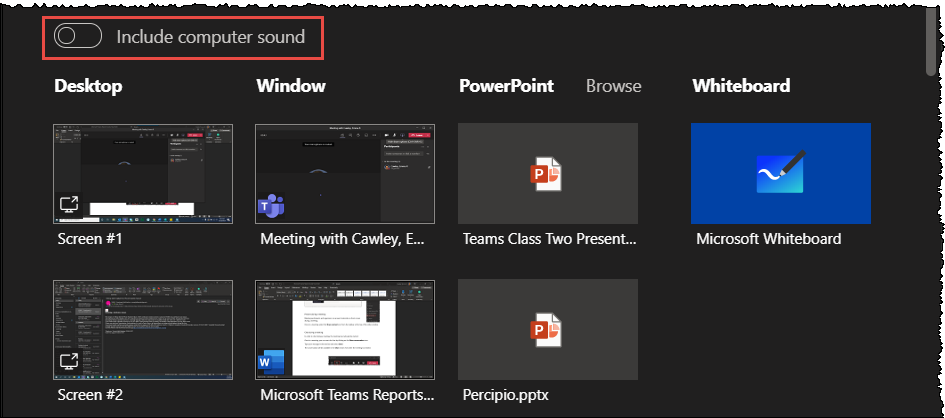 Include computer sound
Desktop
Window
PowerPoint
Browse
Whiteboard
Screen #1
Meeting with Cawley, E...
Teams Class Two Present...
Microsoft Whiteboard
Screen #2
Microsoft Teams Reports...
Percipio.pptx